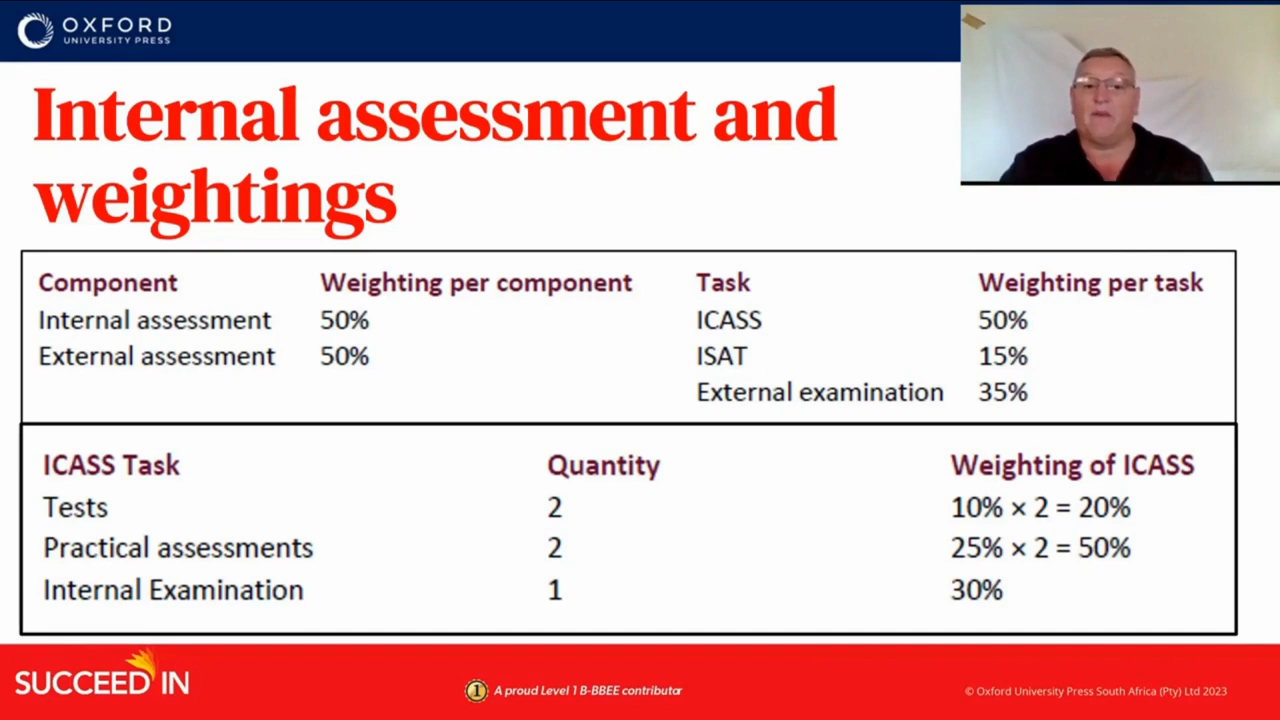 OXFORD
UNIVERSITY PRESS
Internal assessment and
weightings
Component Weighting per component Task Weighting per task
Internal assessment 50% ICASS 50%
External assessment 50% ISAT 15%
External examination 35%
ICASS Task Quantity Weighting of ICASS
Tests 2 10% × 2 = 20%
Practical assessments 2 25% × 2 = 50%
Internal Examination 1 30%
SUCCEED IN
1 A proud Level 1 B-BBEE contributor
© Oxford University Press South Africa (Pty) Ltd 2023